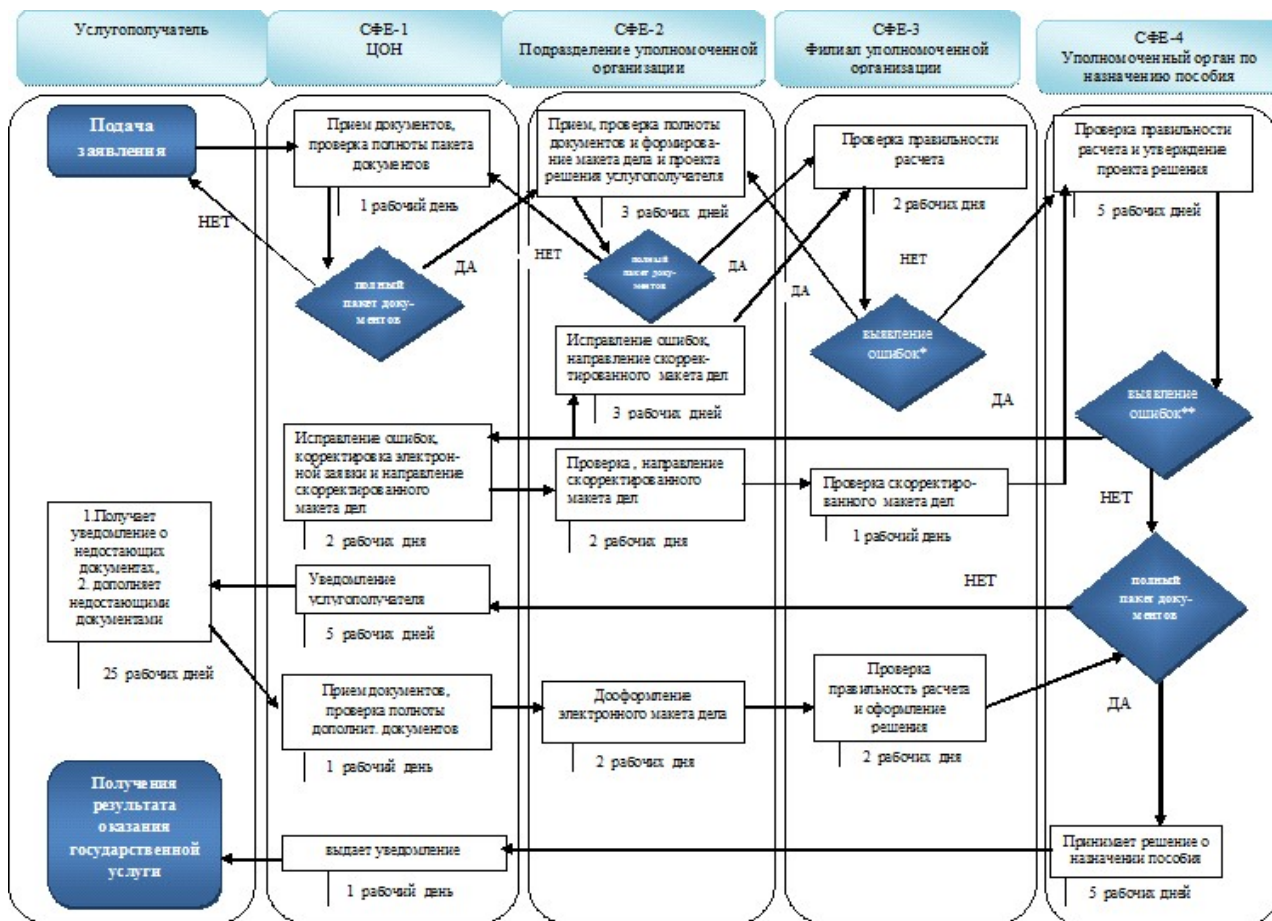 Услугополучатель
СФЕ-1
ЦОН
СФЕ-2
Подразделение уполномоченной
организации
СФЕ-3
Филиал уполномоченной
организации
СФЕ-4
Уполномоченный орган по
назначению пособия
Подача
заявления
Прием документов,
проверка полноты пакета
документов
1 рабочий день
Прием, проверка полноты
документов и формирова-
ние макета дела и проекта
решения услугополучателя
3 рабочих дней
Проверка правильности
расчета
2 рабочих дня
Проверка правильности
расчета и утверждение
проекта решения
5 рабочих дней
НЕТ
полный
пакет доку-
ментов
ДА
НЕТ
полный
пакет доку-
ментов
ДА
ДА
НЕТ
выявление
ошибок*
Исправление ошибок,
направление скоррек-
тированного макета дел
3 рабочих дней
ДА
выявление
ошибок**
Исправление ошибок,
корректировка электрон-
ной заявки и направление
скорректированного
макета дел
2 рабочих дня
Проверка , направление
скорректированного
макета дел
2 рабочих дня
Проверка скорректиро-
ванного макета дел
1 рабочий день
НЕТ
1.Получает
уведомление о
недостающих
документах,
2. дополняет
недостающими
документами
25 рабочих дней
Уведомление
услугополучателя
5 рабочих дней
НЕТ
полный
пакет доку-
ментов
Прием документов,
проверка полноты
дополнит. документов
1 рабочий день
Дооформление
электронного макета дела
2 рабочих дня
Проверка
правильность расчета
и оформление
решения
2 рабочих дня
ДА
Получения
результата
оказания
государственной
услуги
выдает уведомление
1 рабочий день
Принимает решение о
назначении пособия
5 рабочих дней